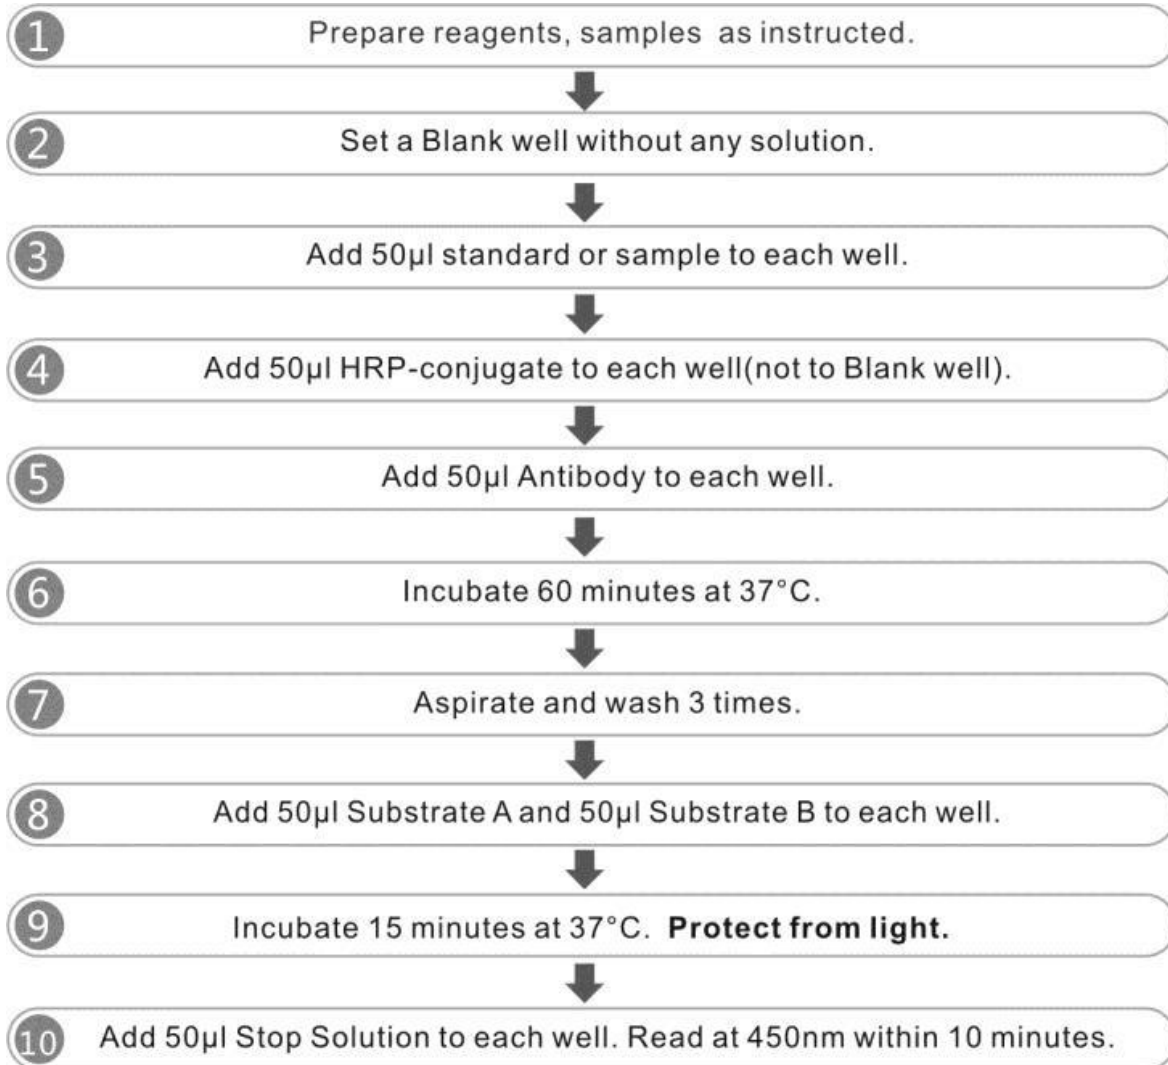 1 Prepare reagents, samples as instructed.
2 Set a Blank well without any solution.
3 Add 50µl standard or sample to each well.
4 Add 50µl HRP-conjugate to each well(not to Blank well).
5 Add 50µl Antibody to each well.
6 Incubate 60 minutes at 37°C.
7 Aspirate and wash 3 times.
8 Add 50µl Substrate A and 50µl Substrate B to each well.
9 Incubate 15 minutes at 37°C. Protect from light.
10 Add 50µl Stop Solution to each well. Read at 450nm within 10 minutes.